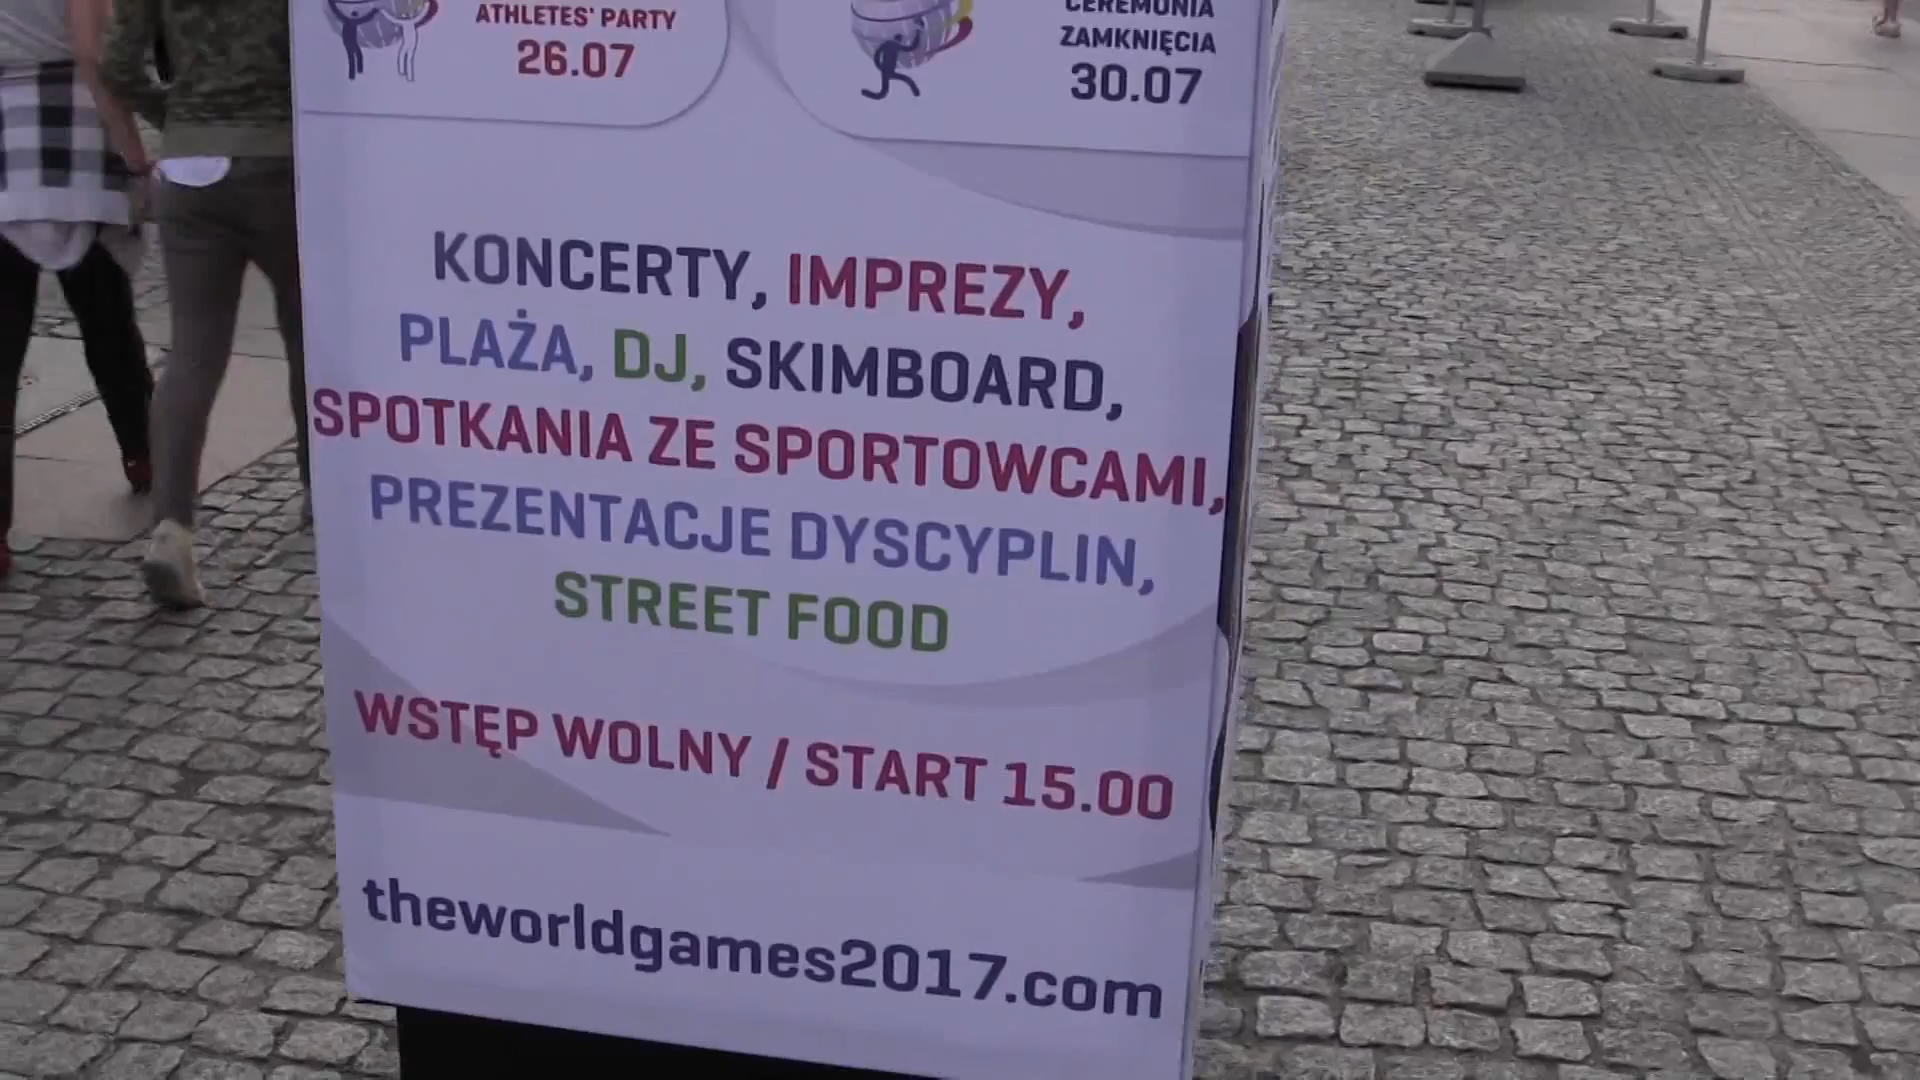 ATHLETES' PARTY
26.07
CEREMONIA
ZAMKNIĘCIA
30.07
KONCERTY, IMPREZY,
PLAŻA, DJ, SKIMBOARD,
SPOTKANIA ZE SPORTOWCAMI,
PREZENTACJE DYSCYPLIN,
STREET FOOD
WSTĘP WOLNY / START 15.00
theworldgames2017.com